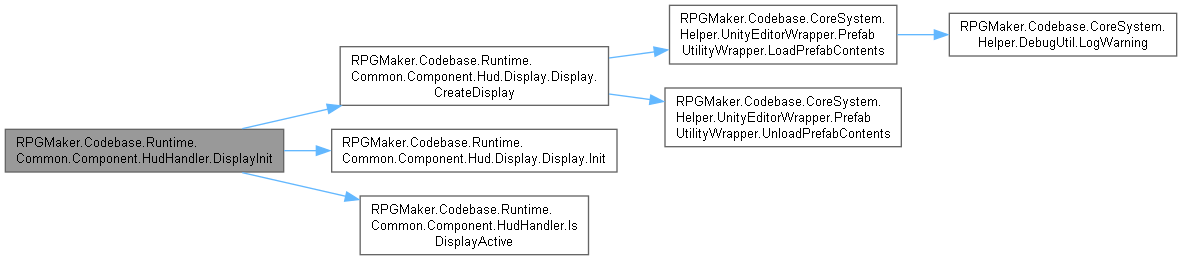 RPGMaker.Codebase.Runtime.
Common.Component.HudHandler.DisplayInit
RPGMaker.Codebase.Runtime.
Common.Component.Hud.Display.Display.
CreateDisplay
RPGMaker.Codebase.CoreSystem.
Helper.UnityEditorWrapper.Prefab
UtilityWrapper.LoadPrefabContents
RPGMaker.Codebase.CoreSystem.
Helper.DebugUtil.LogWarning
RPGMaker.Codebase.CoreSystem.
Helper.UnityEditorWrapper.Prefab
UtilityWrapper.UnloadPrefabContents
RPGMaker.Codebase.Runtime.
Common.Component.Hud.Display.Display.Init
RPGMaker.Codebase.Runtime.
Common.Component.HudHandler.Is
DisplayActive